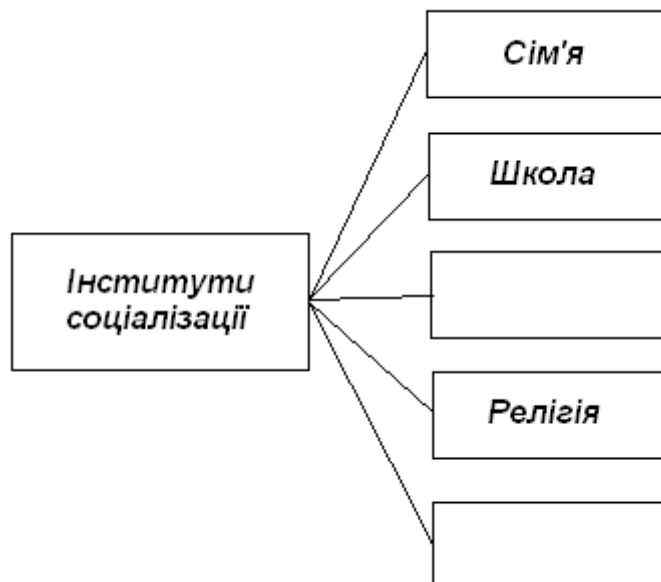 Сім'я
Школа
Інститути
соціалізації
Релігія